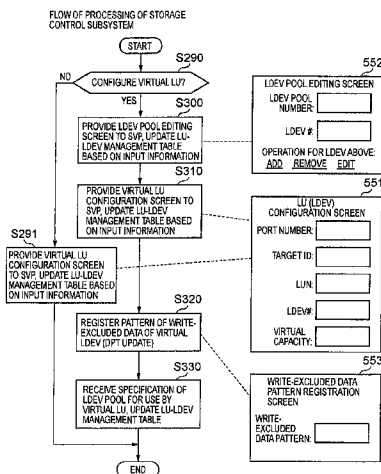 FLOW OF PROCESSING OF STORAGE
CONTROL SUBSYSTEM
START
S290
CONFIGURE VIRTUAL LU?
NO
YES
S300
PROVIDE LDEV POOL EDITING
SCREEN TO SVP, UPDATE LU-
LDEV MANAGEMENT TABLE
BASED ON INPUT INFORMATION
S310
PROVIDE VIRTUAL LU
CONFIGURATION SCREEN TO
SVP, UPDATE LU-LDEV
MANAGEMENT TABLE BASED
ON INPUT INFORMATION
S291
PROVIDE VIRTUAL LU
CONFIGURATION SCREEN
TO SVP, UPDATE LU-LDEV
MANAGEMENT TABLE BASED
ON INPUT INFORMATION
S320
REGISTER PATTERN OF WRITE-
EXCLUDED DATA OF VIRTUAL
LDEV (DPT UPDATE)
S330
RECEIVE SPECIFICATION OF
LDEV POOL FOR USE BY
VIRTUAL LU, UPDATE LU-LDEV
MANAGEMENT TABLE
END
552
LDEV POOL EDITING SCREEN
LDEV POOL
NUMBER:
LDEV #:
OPERATION FOR LDEV ABOVE:
ADD REMOVE EDIT
551
LU (LDEV)
CONFIGURATION SCREEN
PORT NUMBER:
TARGET ID:
LUN:
LDEV#:
VIRTUAL
CAPACITY:
553
WRITE-EXCLUDED DATA
PATTERN REGISTRATION
SCREEN
WRITE-
EXCLUDED
DATA PATTERN: